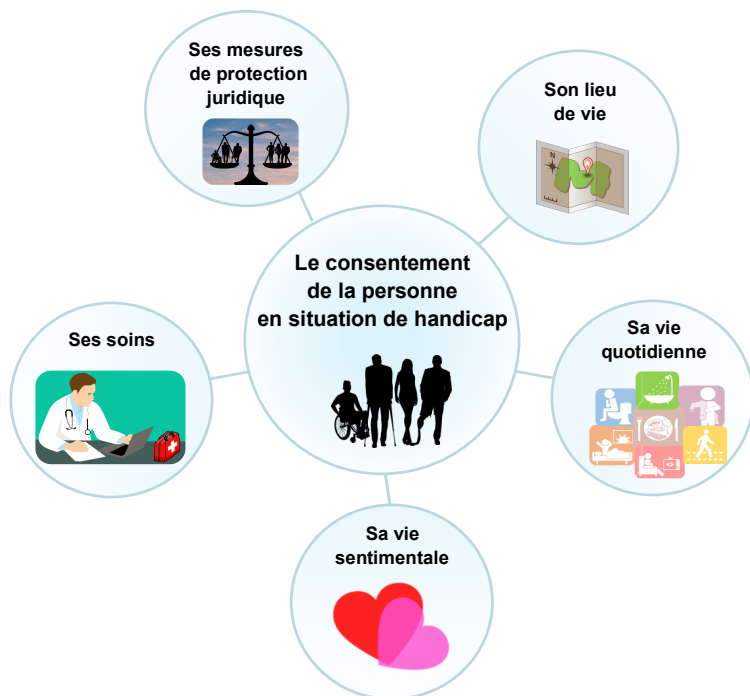 Ses mesures
de protection
juridique
Son lieu
de vie
N
Le consentement
de la personne
en situation de handicap
Ses soins
Sa vie
quotidienne
Sa vie
sentimentale